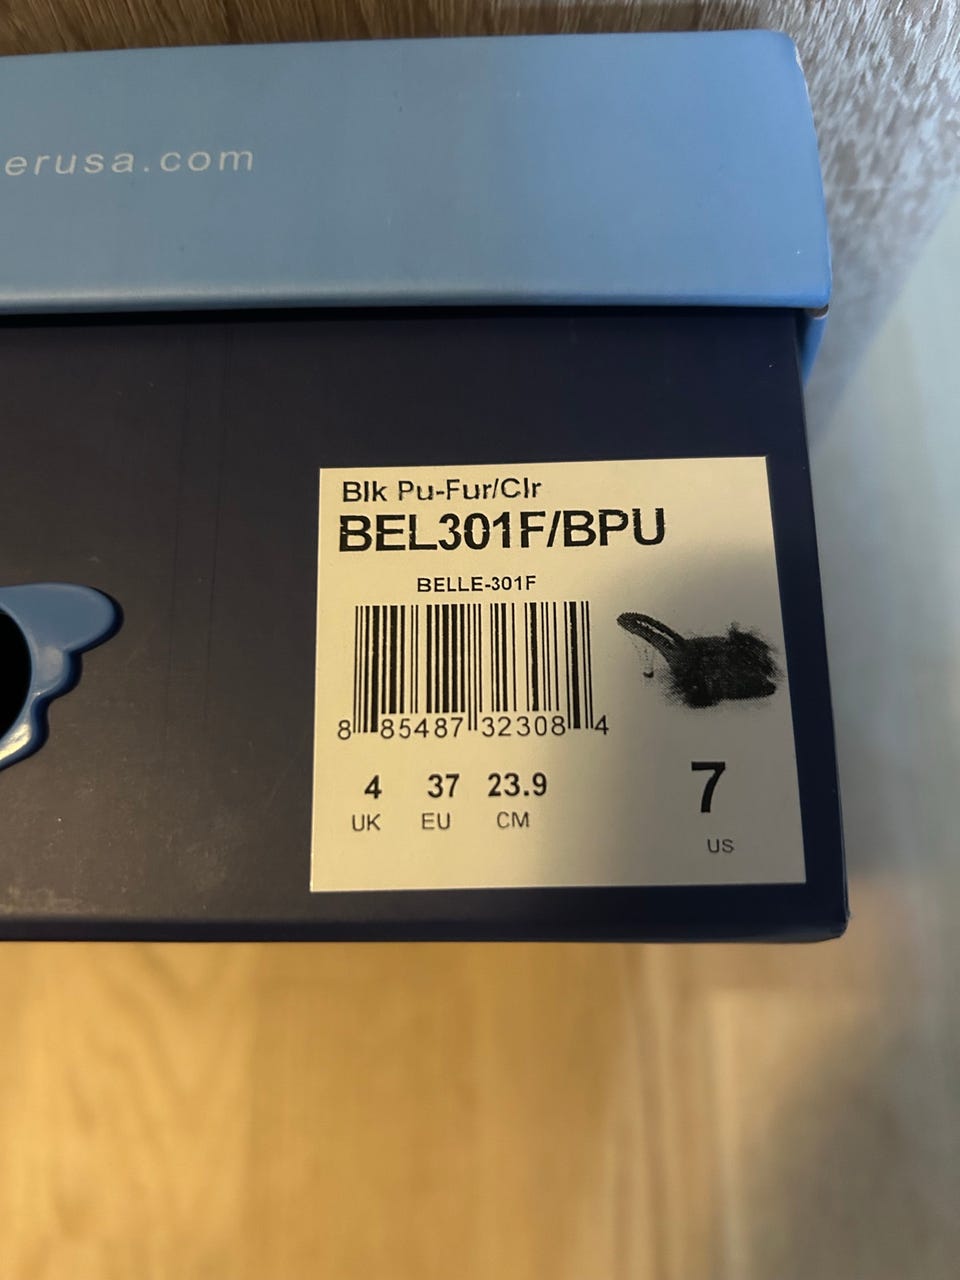 erusa.com
Blk Pu-Fur/Clr
BEL301F/BPU
BELLE-301F
8 85487 32308 4
4 37 23.9 7
UK EU CM US